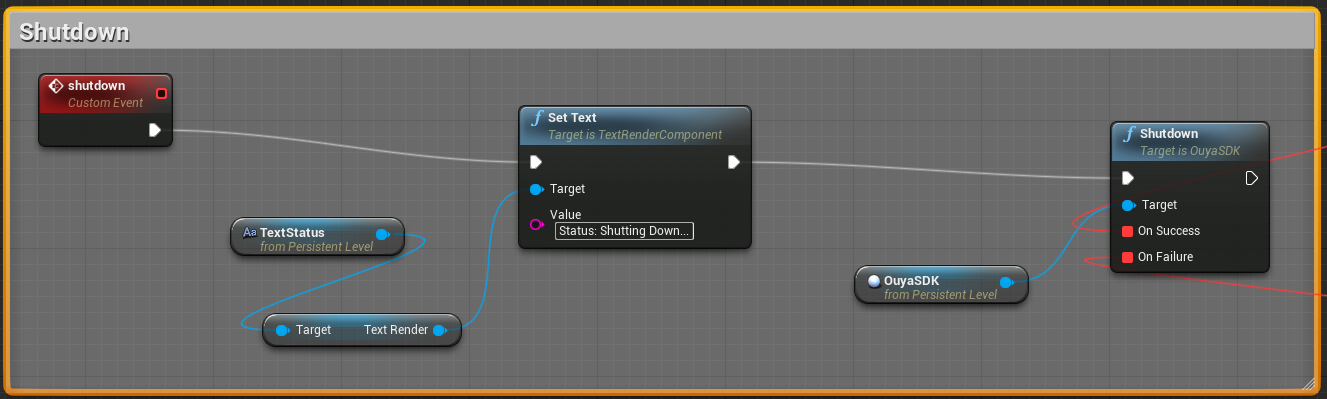 Shutdown
shutdown
Custom Event
f Set Text
Target is TextRenderComponent
Target
Value
Status: Shutting Down...
Aa TextStatus
from Persistent Level
Target Text Render
f Shutdown
Target is OuyaSDK
Target
On Success
On Failure
OuyaSDK
from Persistent Level